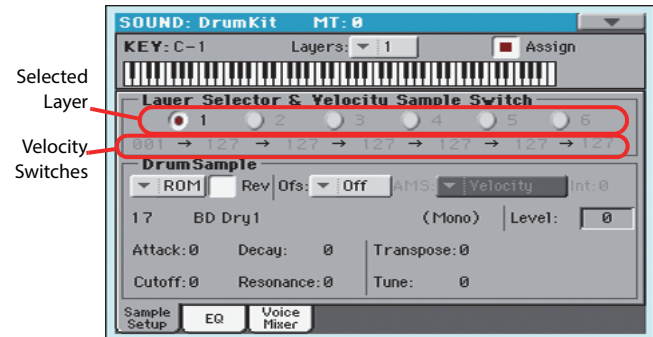 SOUND: DrumKit MT: 0
KEY: C-1 Layers: 1 Assign
Selected
Layer
Layer Selector & Velocity Sample Switch
1 2 3 4 5 6
Velocity
Switches
001 → 127 → 127 → 127 → 127 → 127 → 127
DrumSample
ROM Rev Ofs: Off AMS: Velocity Int:0
17 BD Dry1 (Mono) Level: 0
Attack:0 Decay: 0 Transpose:0
Cutoff:0 Resonance:0 Tune: 0
Sample
Setup
EQ
Voice
Mixer